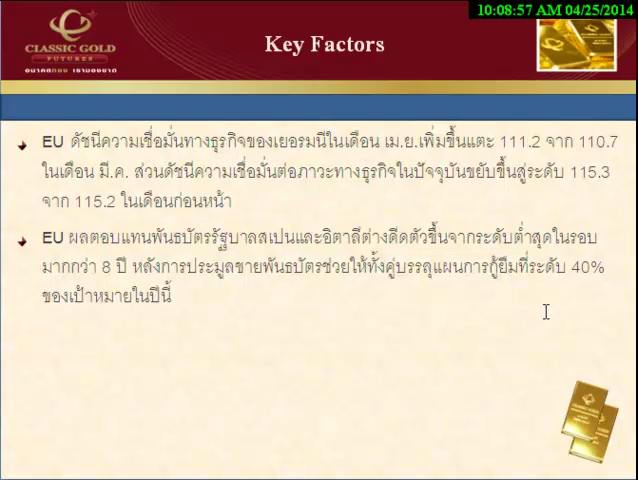 10:08:57 AM 04/25/2014
CLASSIC GOLD
FUTURES
อนาคตทอง เรามองขาด
Key Factors
EU ดัชนีความเชื่อมั่นทางธุรกิจของเยอรมนีในเดือน เม.ย.เพิ่มขึ้นแตะ 111.2 จาก 110.7
ในเดือน มี.ค. ส่วนดัชนีความเชื่อมั่นต่อภาวะทางธุรกิจในปัจจุบันขยับขึ้นสู่ระดับ 115.3
จาก 115.2 ในเดือนก่อนหน้า
EU ผลตอบแทนพันธบัตรรัฐบาลสเปนและอิตาลีต่างดีดตัวขึ้นจากระดับต่ำสุดในรอบ
มากกว่า 8 ปี หลังการประมูลขายพันธบัตรช่วยให้ทั้งคู่บรรลุแผนการกู้ยืมที่ระดับ 40%
ของเป้าหมายในปีนี้